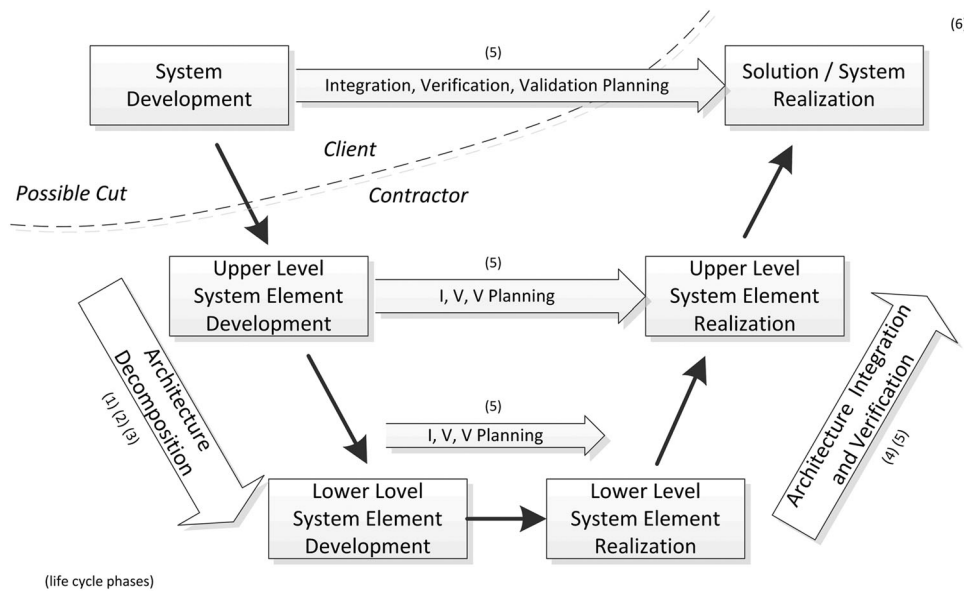 (6)
(5)
System
Development
Integration, Verification, Validation Planning
Solution / System
Realization
Client
Contractor
Possible Cut
Upper Level
System Element
Development
(5)
I, V, V Planning
Upper Level
System Element
Realization
Architecture
Decomposition
(1) (2) (3)
(5)
I, V, V Planning
Architecture Integration
and Verification
(4) (5)
Lower Lovel
System Element
Development
Lower Level
System Element
Realization
(life cycle phases)